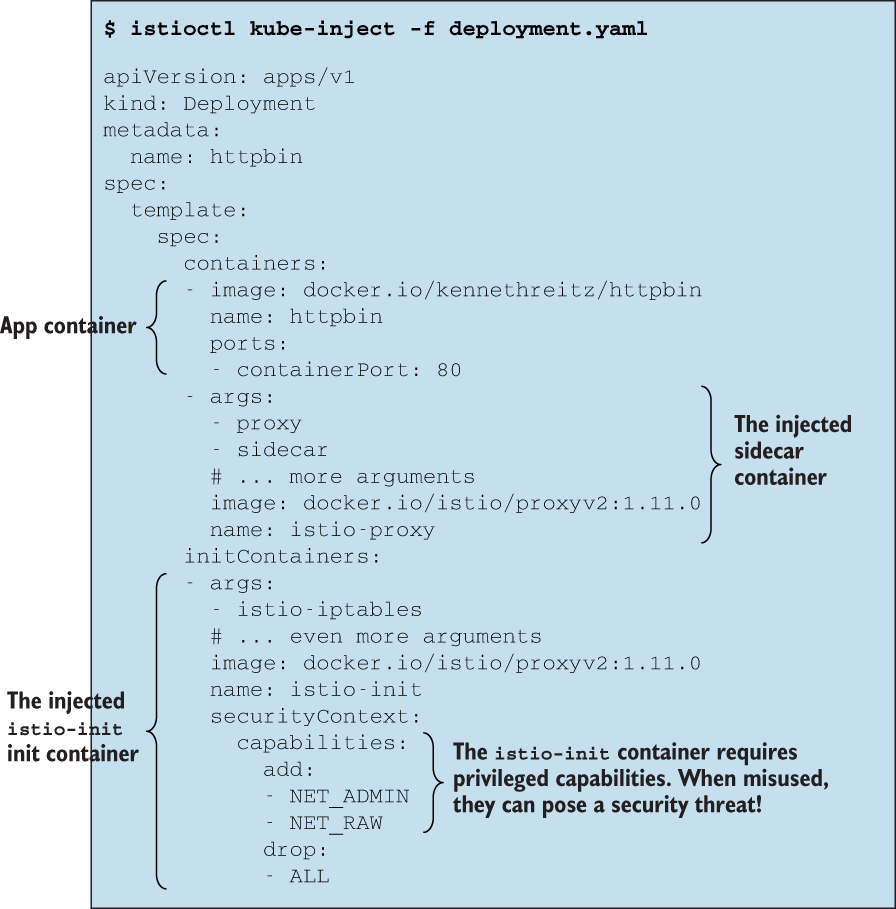 $ istioctl kube-inject -f deployment.yaml
apiVersion: apps/v1
kind: Deployment
metadata:
  name: httpbin
spec:
  template:
    spec:
      containers:
      - image: docker.io/kennethreitz/httpbin
        name: httpbin
        ports:
        - containerPort: 80
App container
      - args:
        - proxy
        - sidecar
        # ... more arguments
        image: docker.io/istio/proxyv2:1.11.0
        name: istio-proxy
The injected
sidecar
container
      initContainers:
      - args:
        - istio-iptables
        # ... even more arguments
        image: docker.io/istio/proxyv2:1.11.0
        name: istio-init
        securityContext:
          capabilities:
            add:
            - NET_ADMIN
            - NET_RAW
            drop:
            - ALL
The injected
istio-init
init container
The istio-init container requires
privileged capabilities. When misused,
they can pose a security threat!